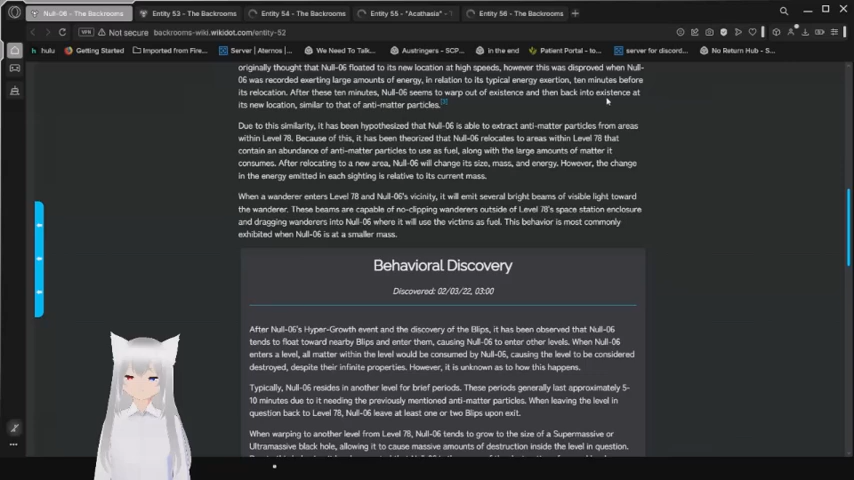 Null-06 - The Backrooms
Entity 53 - The Backrooms
Entity 54 - The Backrooms
Entity 55 - "Acathasia" -
Entity 56 - The Backrooms
Not secure backrooms-wiki.wikidot.com/entity-52
hulu
Getting Started
Imported from Fire...
Server | Aternos |
We Need To Talk...
Austringers - SCP...
in the end
Patient Portal - to...
server for discord...
No Return Hub - S...
originally thought that Null-06 floated to its new location at high speeds, however this was disproved when Null-
06 was recorded exerting large amounts of energy, in relation to its typical energy exertion, ten minutes before
its relocation. After these ten minutes, Null-06 seems to warp out of existence and then back into existence at
its new location, similar to that of anti-matter particles.[2]
Due to this similarity, it has been hypothesized that Null-06 is able to extract anti-matter particles from areas
within Level 78. Because of this, it has been theorized that Null-06 relocates to areas within Level 78 that
contain an abundance of anti-matter particles to use as fuel, along with the large amounts of matter it
consumes. After relocating to a new area, Null-06 will change its size, mass, and energy. However, the change
in the energy emitted in each sighting is relative to its current mass.
When a wanderer enters Level 78 and Null-06's vicinity, it will emit several bright beams of visible light toward
the wanderer. These beams are capable of no-clipping wanderers outside of Level 78's space station enclosure
and dragging wanderers into Null-06 where it will use the victims as fuel. This behavior is most commonly
exhibited when Null-06 is at a smaller mass.
Behavioral Discovery
Discovered: 02/03/22, 03:00
After Null-06's Hyper-Growth event and the discovery of the Blips, it has been observed that Null-06
tends to float toward nearby Blips and enter them, causing Null-06 to enter other levels. When Null-06
enters a level, all matter within the level would be consumed by Null-06, causing the level to be considered
destroyed, despite their infinite properties. However, it is unknown as to how this happens.
Typically, Null-06 resides in another level for brief periods. These periods generally last approximately 5-
10 minutes due to it needing the previously mentioned anti-matter particles. When leaving the level in
question back to Level 78, Null-06 leave at least one or two Blips upon exit.
When warping to another level from Level 78, Null-06 tends to grow to the size of a Supermassive or
Ultramassive black hole, allowing it to cause massive amounts of destruction inside the level in question.